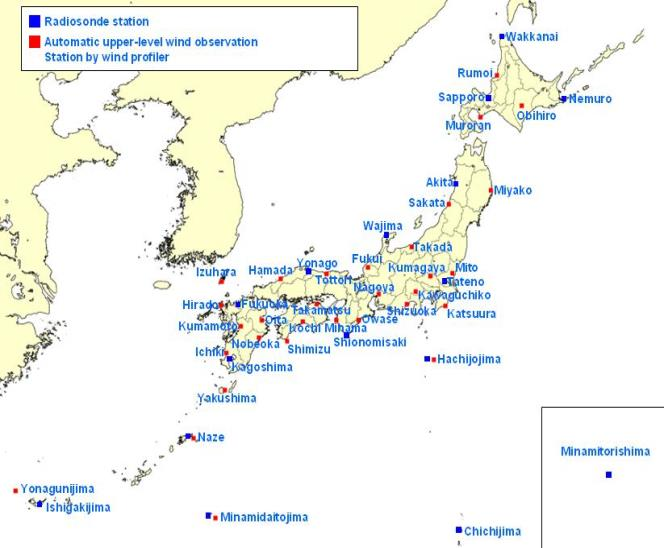 Radiosonde station
Automatic upper-level wind observation
Station by wind profiler
Wakkanai
Rumoi
Sapporo
Nemuro
Obihiro
Muroran
Akita
Miyako
Sakata
Wajima
Takada
Fukui
Kumagaya
Mito
Izuhara
Hamada
Yonago
Tottori
Nagoya
Tateno
Kawaguchiko
Hirado
Fukuoka
Takamatsu
Shizuoka
Katsuura
Kumamoto
Oita
Kochi
Mihama
Owase
Nobeoka
Shimizu
Shionomisaki
Ichiki
Kagoshima
Hachijojima
Yakushima
Naze
Minamitorishima
Yonagunijima
Ishigakijima
Minamidaitojima
Chichijima